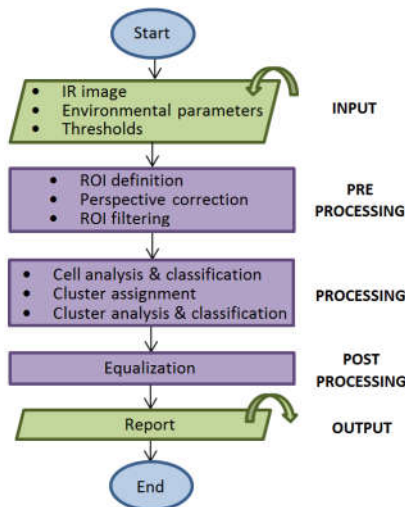 Start
• IR image
• Environmental parameters
• Thresholds
INPUT
• ROI definition
• Perspective correction
• ROI filtering
PRE
PROCESSING
• Cell analysis & classification
• Cluster assignment
• Cluster analysis & classification
PROCESSING
Equalization
POST
PROCESSING
Report
OUTPUT
End